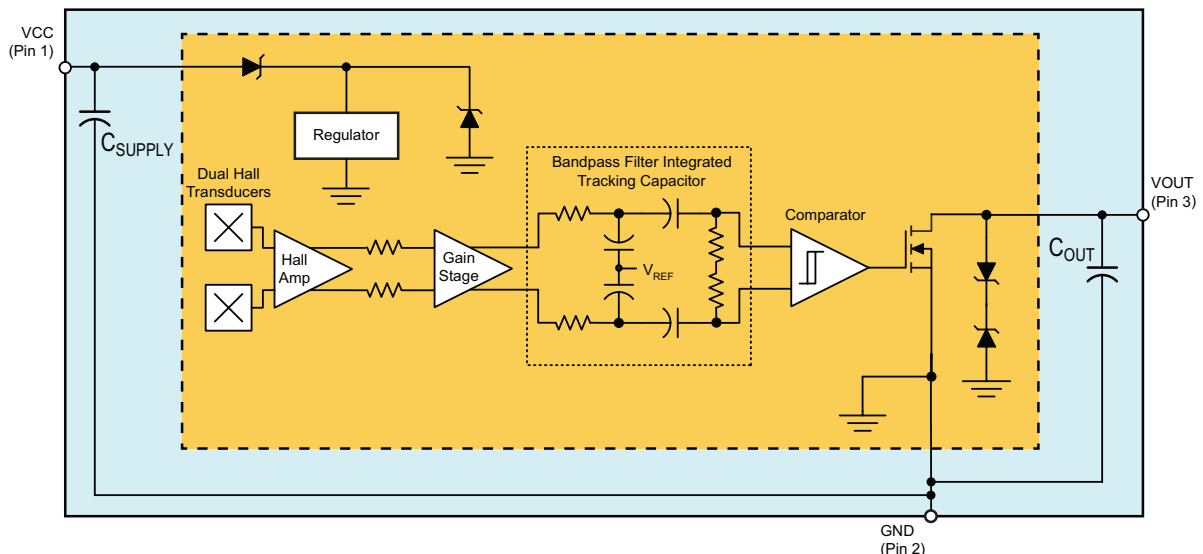 VCC
(Pin 1)
CSUPPLY
Regulator
Dual Hall
Transducers
Hall
Amp
Gain
Stage
Bandpass Filter Integrated
Tracking Capacitor
VREF
Comparator
VOUT
(Pin 3)
COUT
GND
(Pin 2)